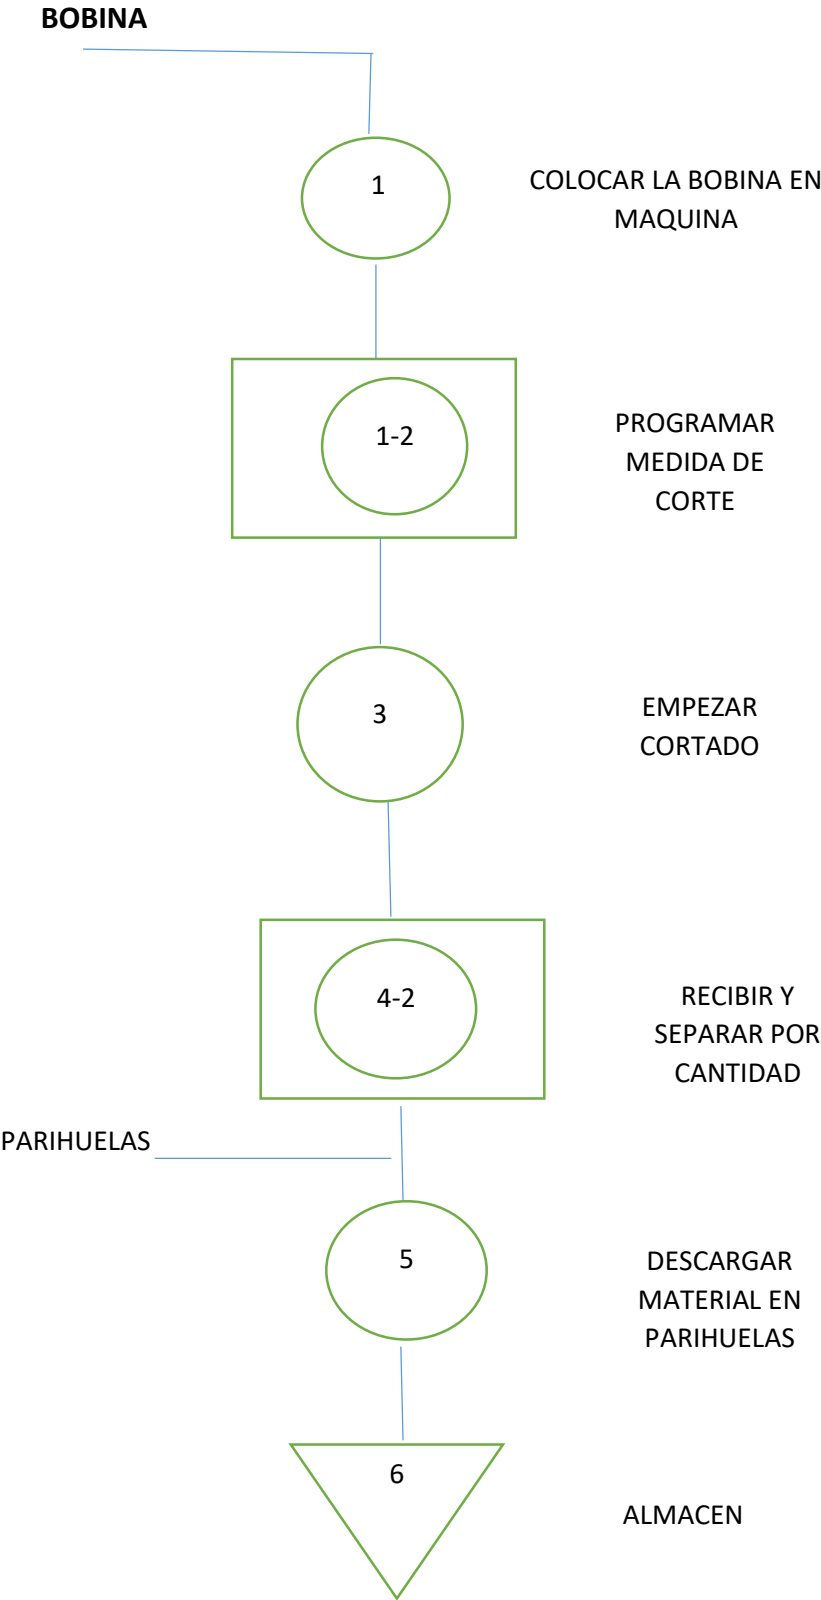 BOBINA
1
COLOCAR LA BOBINA EN
MAQUINA
1-2
PROGRAMAR
MEDIDA DE
CORTE
3
EMPEZAR
CORTADO
4-2
RECIBIR Y
SEPARAR POR
CANTIDAD
PARIHUELAS
5
DESCARGAR
MATERIAL EN
PARIHUELAS
6
ALMACEN